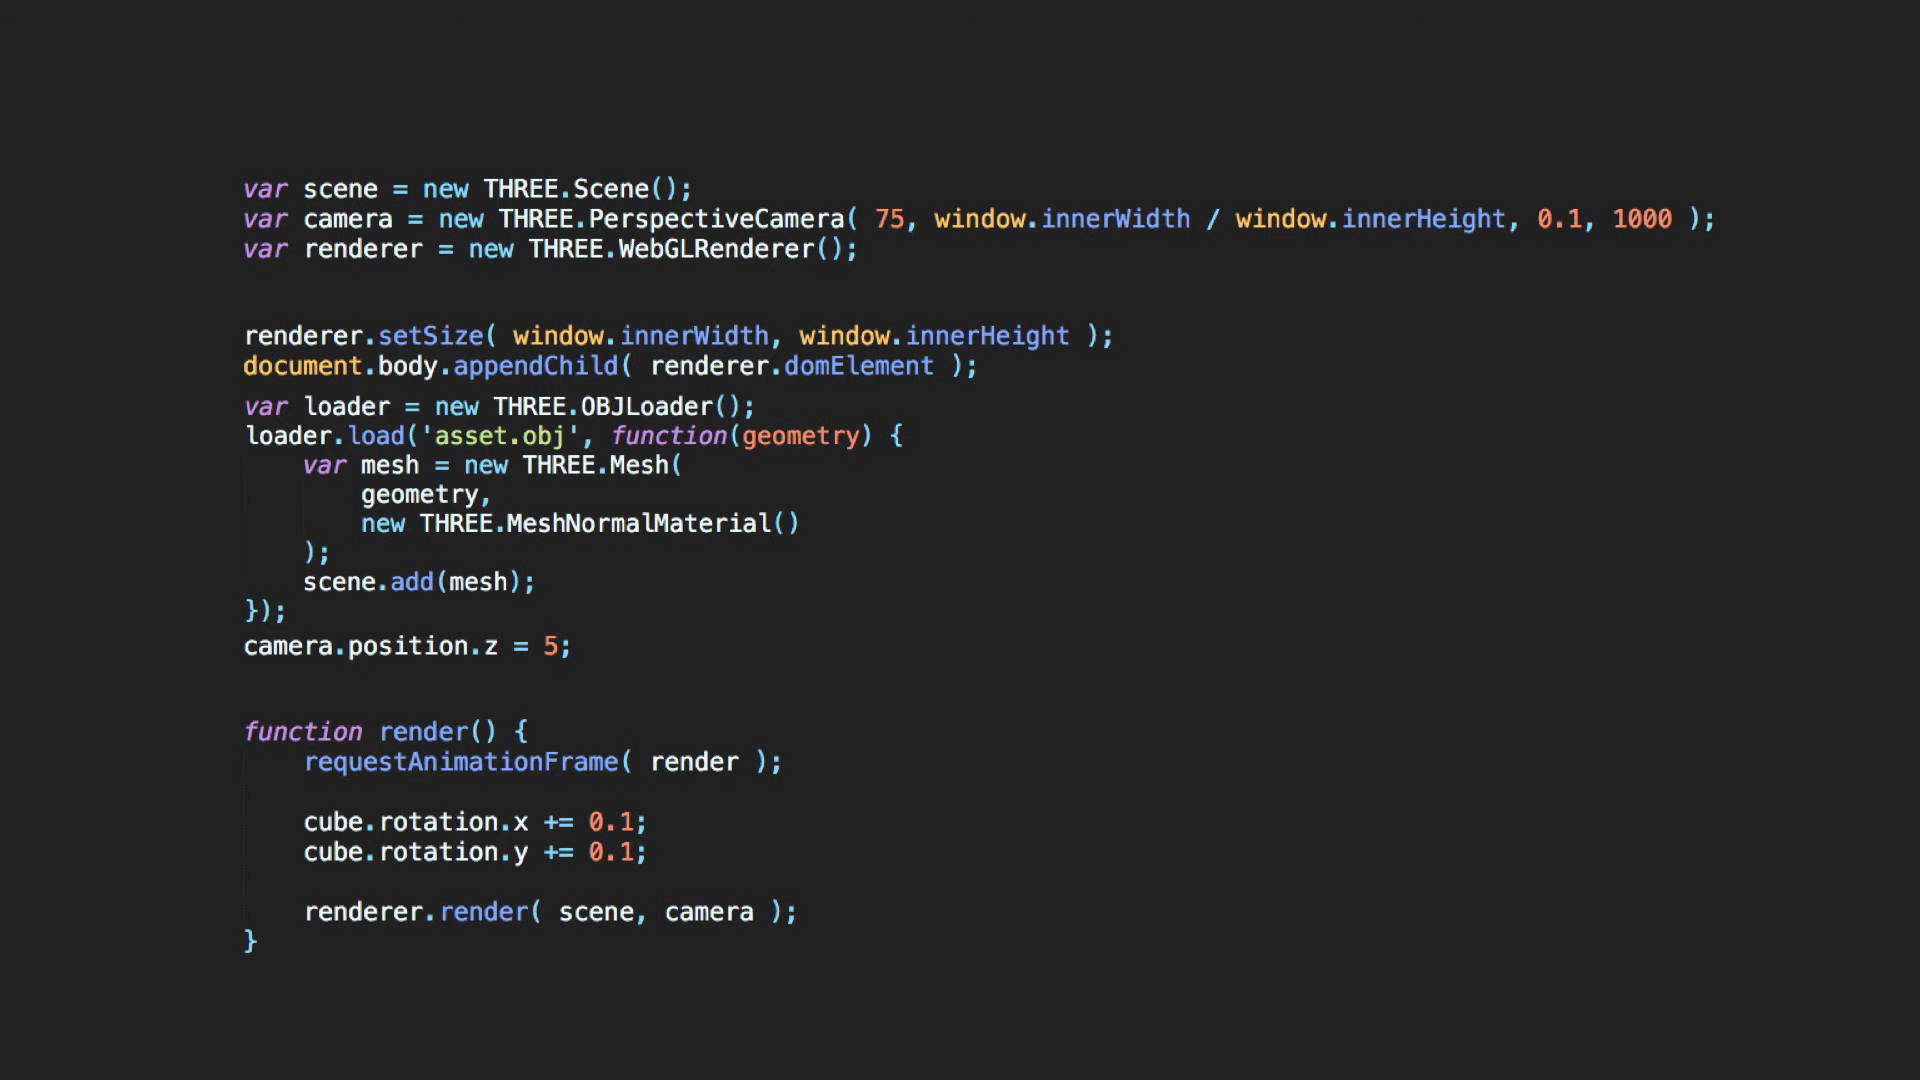 var scene = new THREE.Scene();
var camera = new THREE.PerspectiveCamera( 75, window.innerWidth / window.innerHeight, 0.1, 1000 );
var renderer = new THREE.WebGLRenderer();
renderer.setSize( window.innerWidth, window.innerHeight );
document.body.appendChild( renderer.domElement );
var loader = new THREE.OBJLoader();
loader.load('asset.obj', function(geometry) {
    var mesh = new THREE.Mesh(
        geometry,
        new THREE.MeshNormalMaterial()
    );
    scene.add(mesh);
});
camera.position.z = 5;
function render() {
    requestAnimationFrame( render );
    cube.rotation.x += 0.1;
    cube.rotation.y += 0.1;
    renderer.render( scene, camera );
}